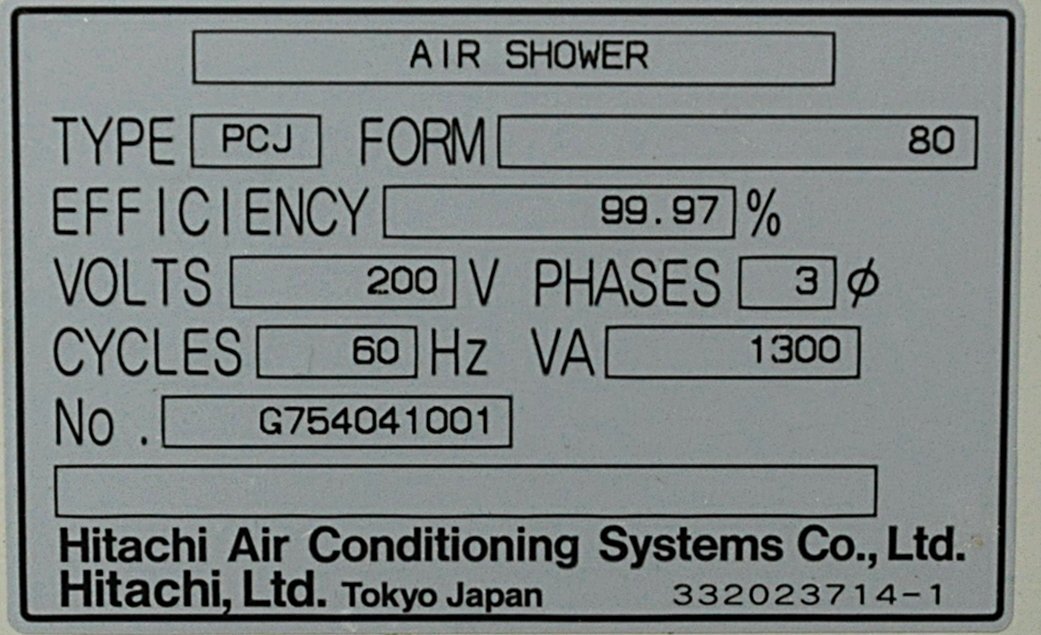 AIR SHOWER
TYPE PCJ FORM 80
EFFICIENCY 99.97 %
VOLTS 200 V PHASES 3 ϕ
CYCLES 60 Hz VA 1300
No. G754041001
Hitachi Air Conditioning Systems Co., Ltd.
Hitachi, Ltd. Tokyo Japan 332023714-1